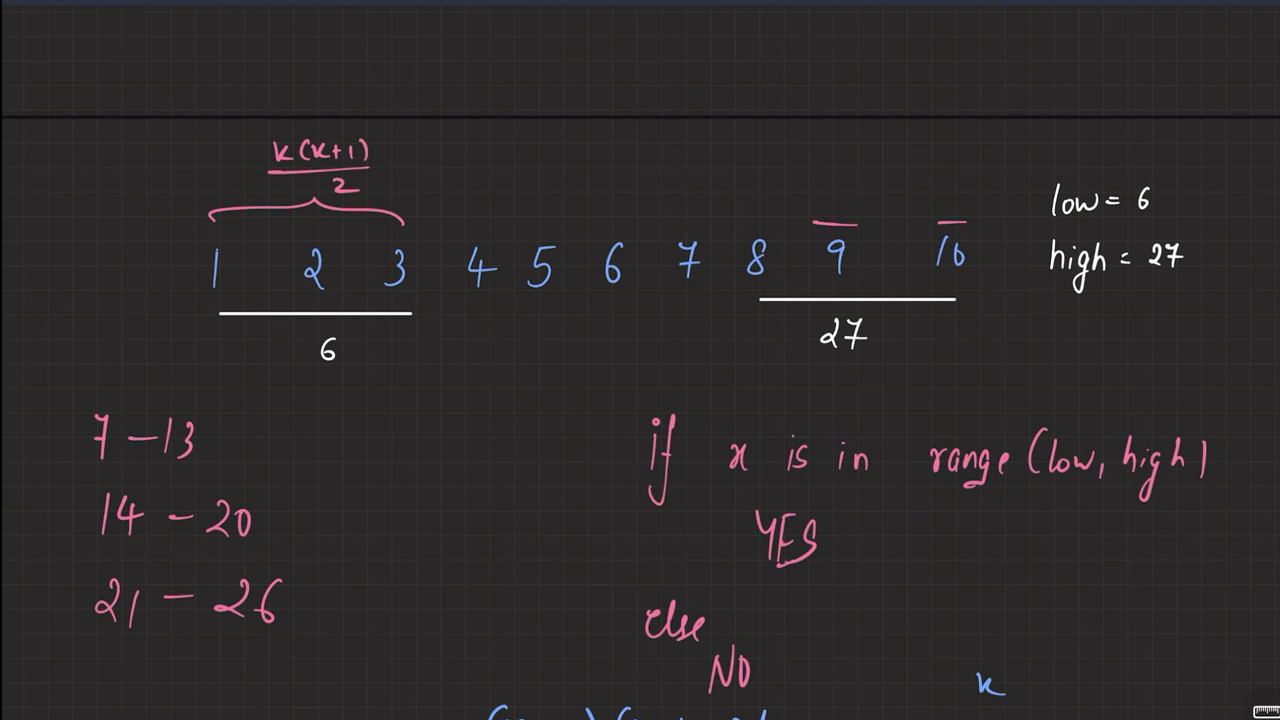 k(k+1)
2
low = 6
1 2 3 4 5 6 7 8 9 10
high = 27
6
27
7 - 13
if x is in range (low, high)
14 - 20
YES
21 - 26
else
NO
k